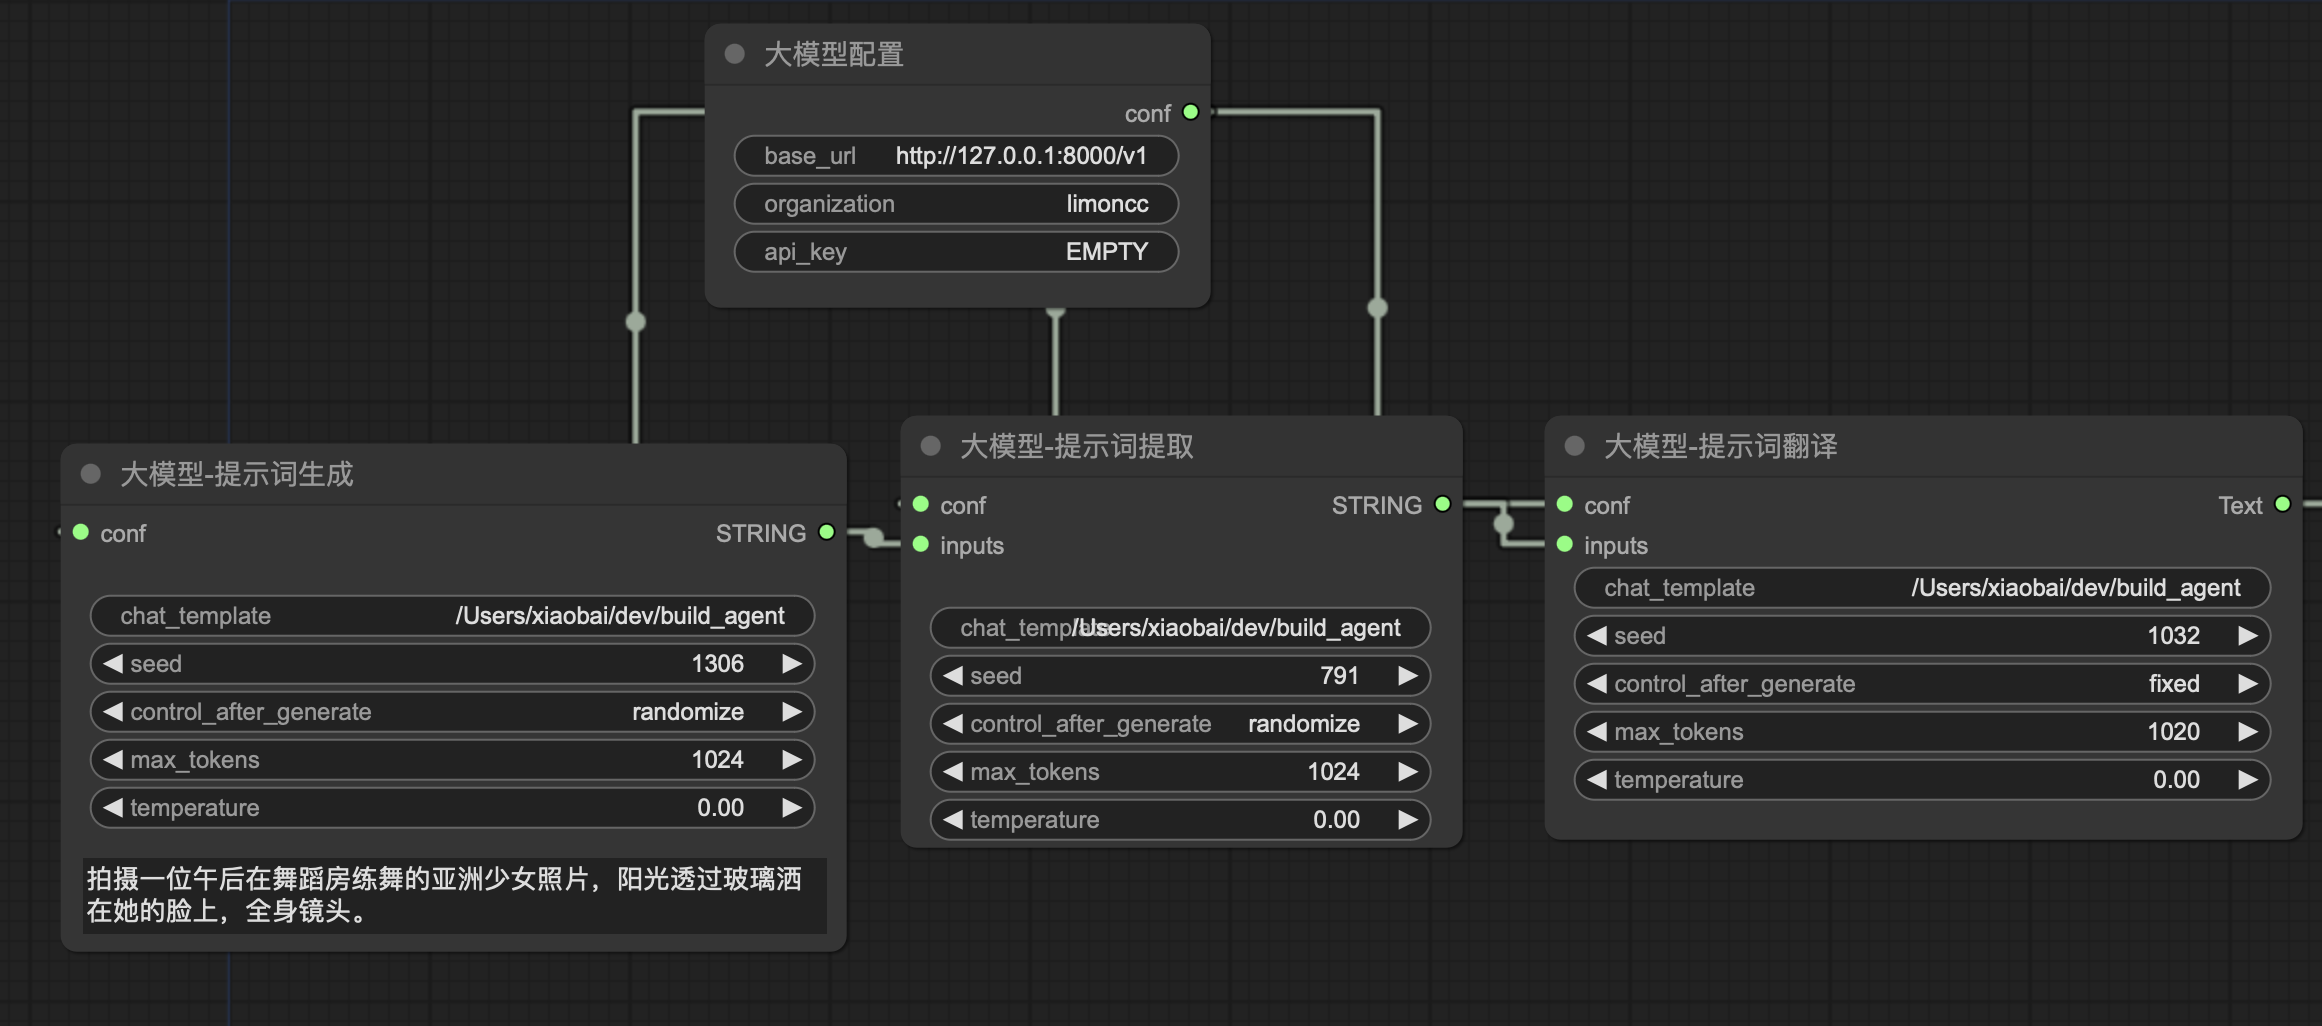 大模型配置
conf
base_url http://127.0.0.1:8000/v1
organization limoncc
api_key EMPTY
大模型-提示词生成
conf STRING
chat_template /Users/xiaobai/dev/build_agent
seed 1306
control_after_generate randomize
max_tokens 1024
temperature 0.00
拍摄一位午后在舞蹈房练舞的亚洲少女照片，阳光透过玻璃洒
在她的脸上，全身镜头。
大模型-提示词提取
conf STRING
inputs
chat_template /Users/xiaobai/dev/build_agent
seed 791
control_after_generate randomize
max_tokens 1024
temperature 0.00
大模型-提示词翻译
conf Text
inputs
chat_template /Users/xiaobai/dev/build_agent
seed 1032
control_after_generate fixed
max_tokens 1020
temperature 0.00